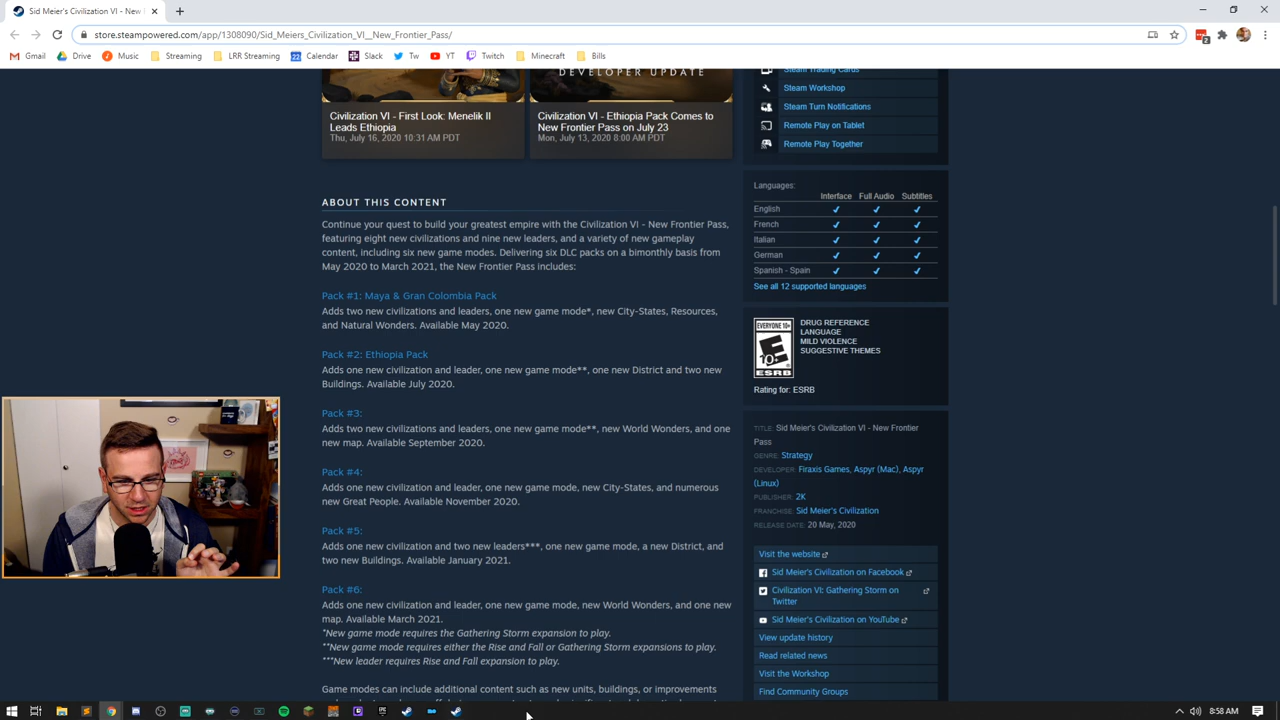 Sid Meier's Civilization VI - New
store.steampowered.com/app/1308090/Sid_Meiers_Civilization_VI__New_Frontier_Pass/
2
Gmail Drive Music Streaming LRR Streaming 22 Calendar Slack Tw YT Twitch Minecraft Bills
DEVELOPER UPDATE
Civilization VI - First Look: Menelik II
Leads Ethiopia
Thu, July 16, 2020 10:31 AM PDT
Civilization VI - Ethiopia Pack Comes to
New Frontier Pass on July 23
Mon, July 13, 2020 8:00 AM PDT
ABOUT THIS CONTENT
Continue your quest to build your greatest empire with the Civilization VI - New Frontier Pass,
featuring eight new civilizations and nine new leaders, and a variety of new gameplay
content, including six new game modes. Delivering six DLC packs on a bimonthly basis from
May 2020 to March 2021, the New Frontier Pass includes:
Pack #1: Maya & Gran Colombia Pack
Adds two new civilizations and leaders, one new game mode*, new City-States, Resources,
and Natural Wonders. Available May 2020.
Pack #2: Ethiopia Pack
Adds one new civilization and leader, one new game mode**, one new District and two new
Buildings. Available July 2020.
Pack #3:
Adds two new civilizations and leaders, one new game mode**, new World Wonders, and one
new map. Available September 2020.
Pack #4:
Adds one new civilization and leader, one new game mode, new City-States, and numerous
new Great People. Available November 2020.
Pack #5:
Adds one new civilization and two new leaders***, one new game mode, a new District, and
two new Buildings. Available January 2021.
Pack #6:
Adds one new civilization and leader, one new game mode, new World Wonders, and one new
map. Available March 2021.
*New game mode requires the Gathering Storm expansion to play.
**New game mode requires either the Rise and Fall or Gathering Storm expansions to play.
***New leader requires Rise and Fall expansion to play.
Game modes can include additional content such as new units, buildings, or improvements
Steam Trading Cards
Steam Workshop
Steam Turn Notifications
Remote Play on Tablet
Remote Play Together
Languages:
Interface Full Audio Subtitles
English
French
Italian
German
Spanish - Spain
See all 12 supported languages
EVERYONE 10+
E
10+
ESRB
DRUG REFERENCE
LANGUAGE
MILD VIOLENCE
SUGGESTIVE THEMES
Rating for: ESRB
TITLE: Sid Meier's Civilization VI - New Frontier
Pass
GENRE: Strategy
DEVELOPER: Firaxis Games, Aspyr (Mac), Aspyr
(Linux)
PUBLISHER: 2K
FRANCHISE: Sid Meier's Civilization
RELEASE DATE: 20 May, 2020
Visit the website
Sid Meier's Civilization on Facebook
Civilization VI: Gathering Storm on
Twitter
Sid Meier's Civilization on YouTube
View update history
Read related news
Visit the Workshop
Find Community Groups
8:58 AM